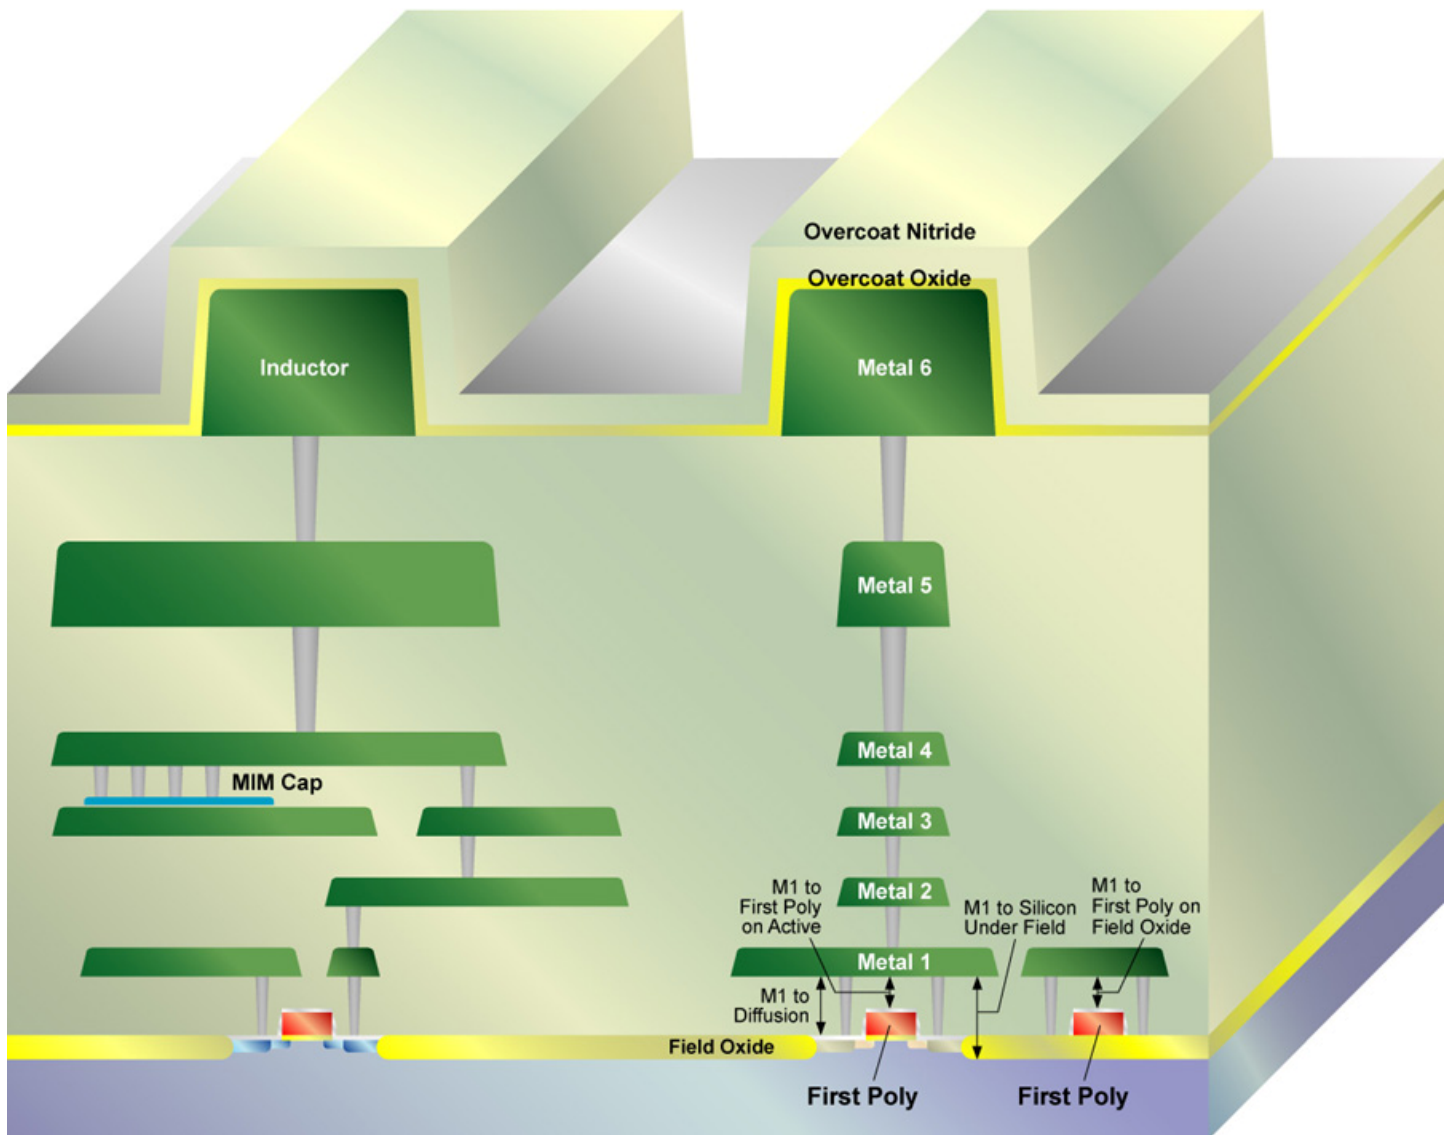 Overcoat Nitride
Overcoat Oxide
Inductor
Metal 6
Metal 5
Metal 4
MIM Cap
Metal 3
M1 to
First Poly
on Active
Metal 2
M1 to Silicon
Under Field
M1 to
First Poly on
Field Oxide
Metal 1
M1 to
Diffusion
Field Oxide
First Poly
First Poly